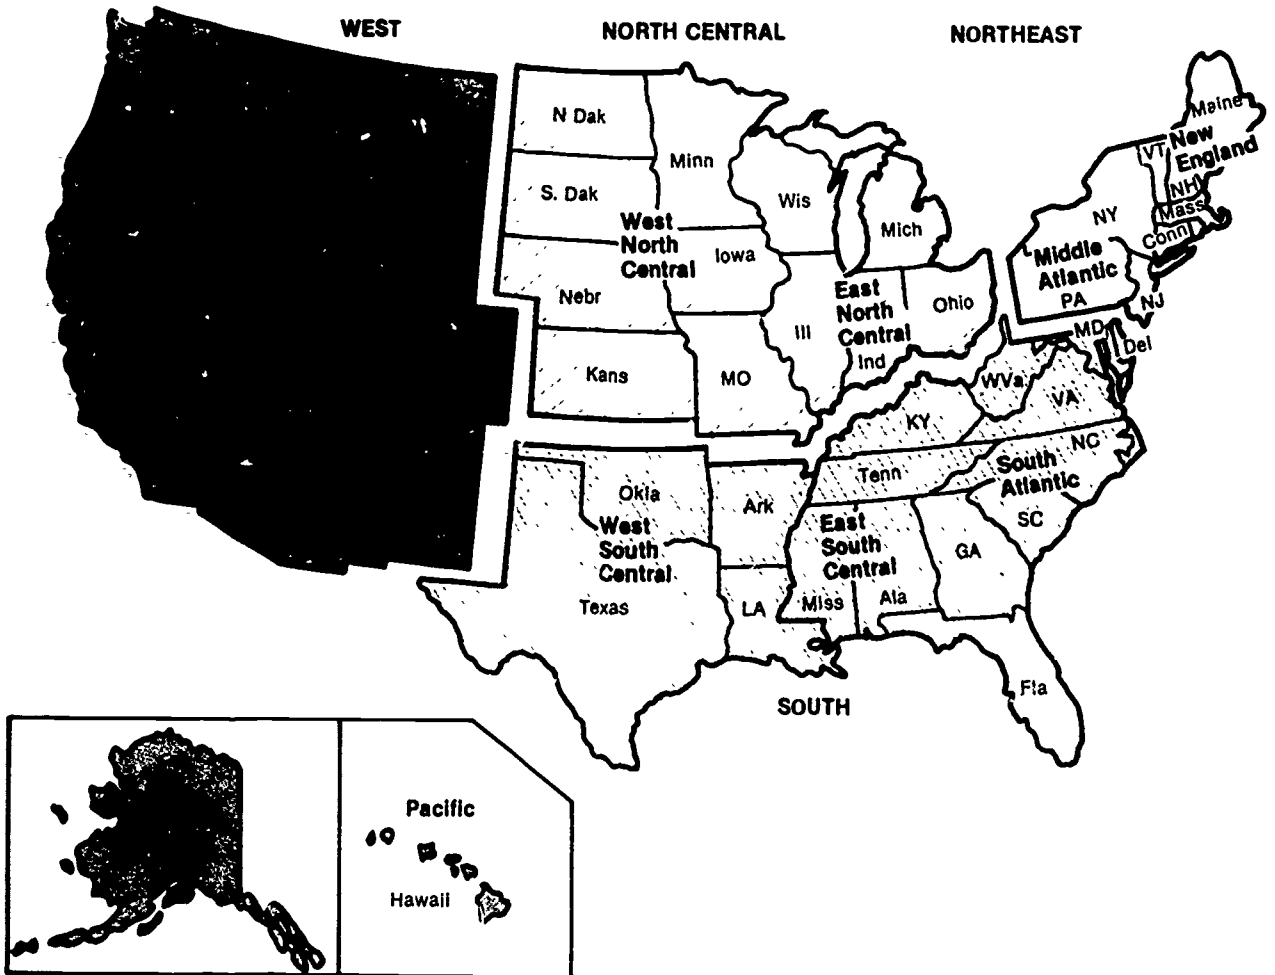 WEST
NORTH CENTRAL
NORTHEAST
N Dak
Minn
S. Dak
Wis
Mich
West
North
Central
Iowa
Nebr
East
North
Central
Ill
Ind
Ohio
Kans
MO
Maine
New
England
VT
NH
Mass
Conn
NY
Middle
Atlantic
PA
NJ
MD
Del
WVa
VA
KY
NC
Tenn
South
Atlantic
SC
GA
Okla
Ark
West
South
Central
East
South
Central
Texas
LA
Miss
Ala
Fla
SOUTH
Pacific
Hawaii